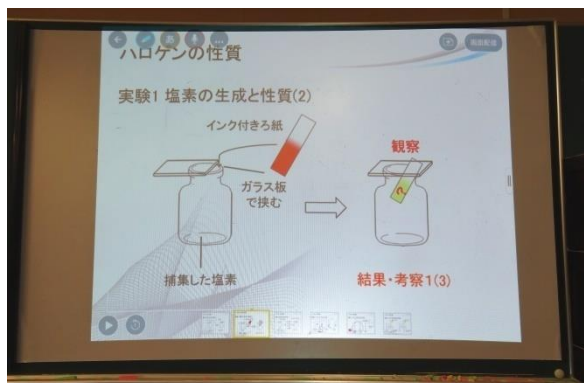 ハロゲンの性質
実験1 塩素の生成と性質(2)
インク付きろ紙
観察
ガラス板
で挟む
?
捕集した塩素
結果・考察1(3)